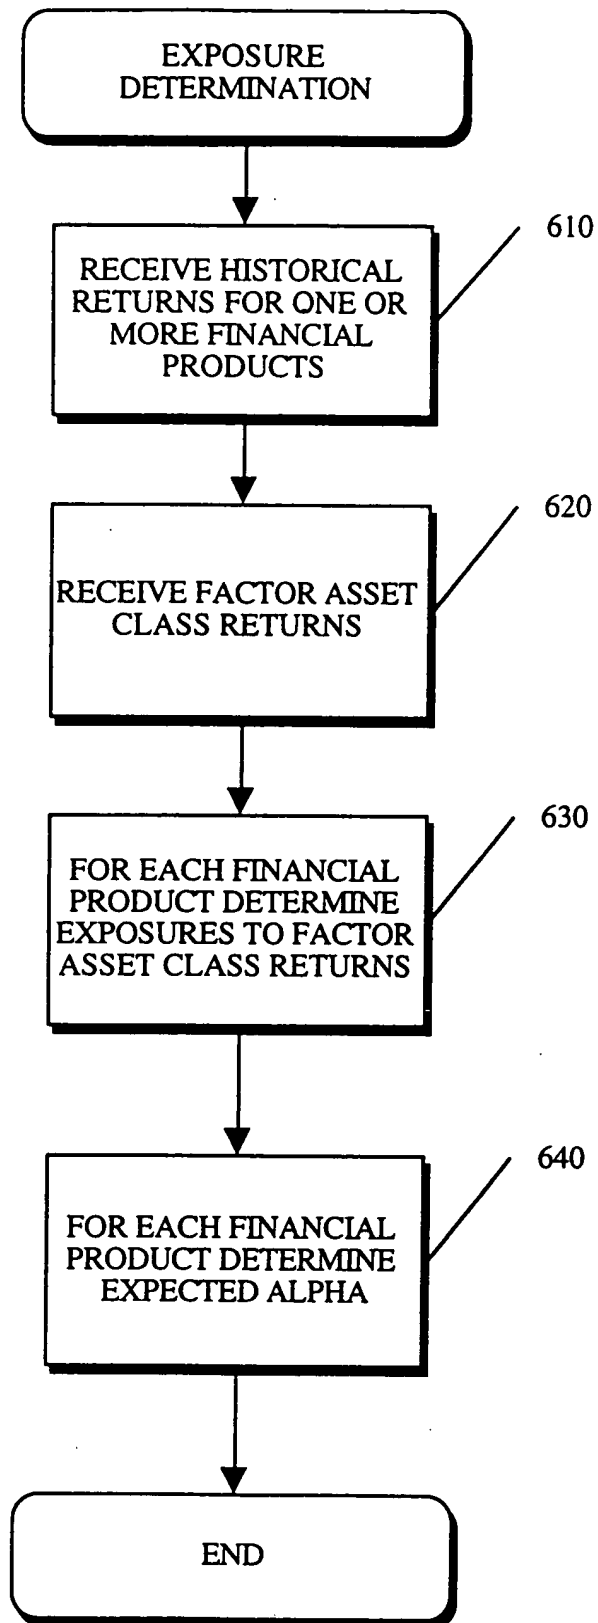 EXPOSURE
DETERMINATION
610
RECEIVE HISTORICAL
RETURNS FOR ONE OR
MORE FINANCIAL
PRODUCTS
620
RECEIVE FACTOR ASSET
CLASS RETURNS
630
FOR EACH FINANCIAL
PRODUCT DETERMINE
EXPOSURES TO FACTOR
ASSET CLASS RETURNS
640
FOR EACH FINANCIAL
PRODUCT DETERMINE
EXPECTED ALPHA
END